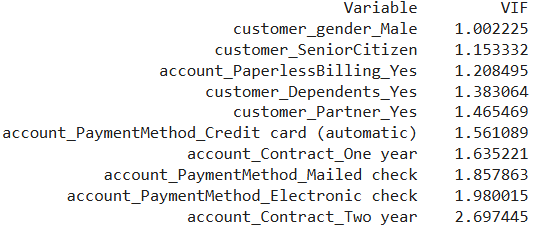 Variable VIF
customer_gender_Male 1.002225
customer_SeniorCitizen 1.153332
account_PaperlessBilling_Yes 1.208495
customer_Dependents_Yes 1.383064
customer_Partner_Yes 1.465469
account_PaymentMethod_Credit card (automatic) 1.561089
account_Contract_One year 1.635221
account_PaymentMethod_Mailed check 1.857863
account_PaymentMethod_Electronic check 1.980015
account_Contract_Two year 2.697445